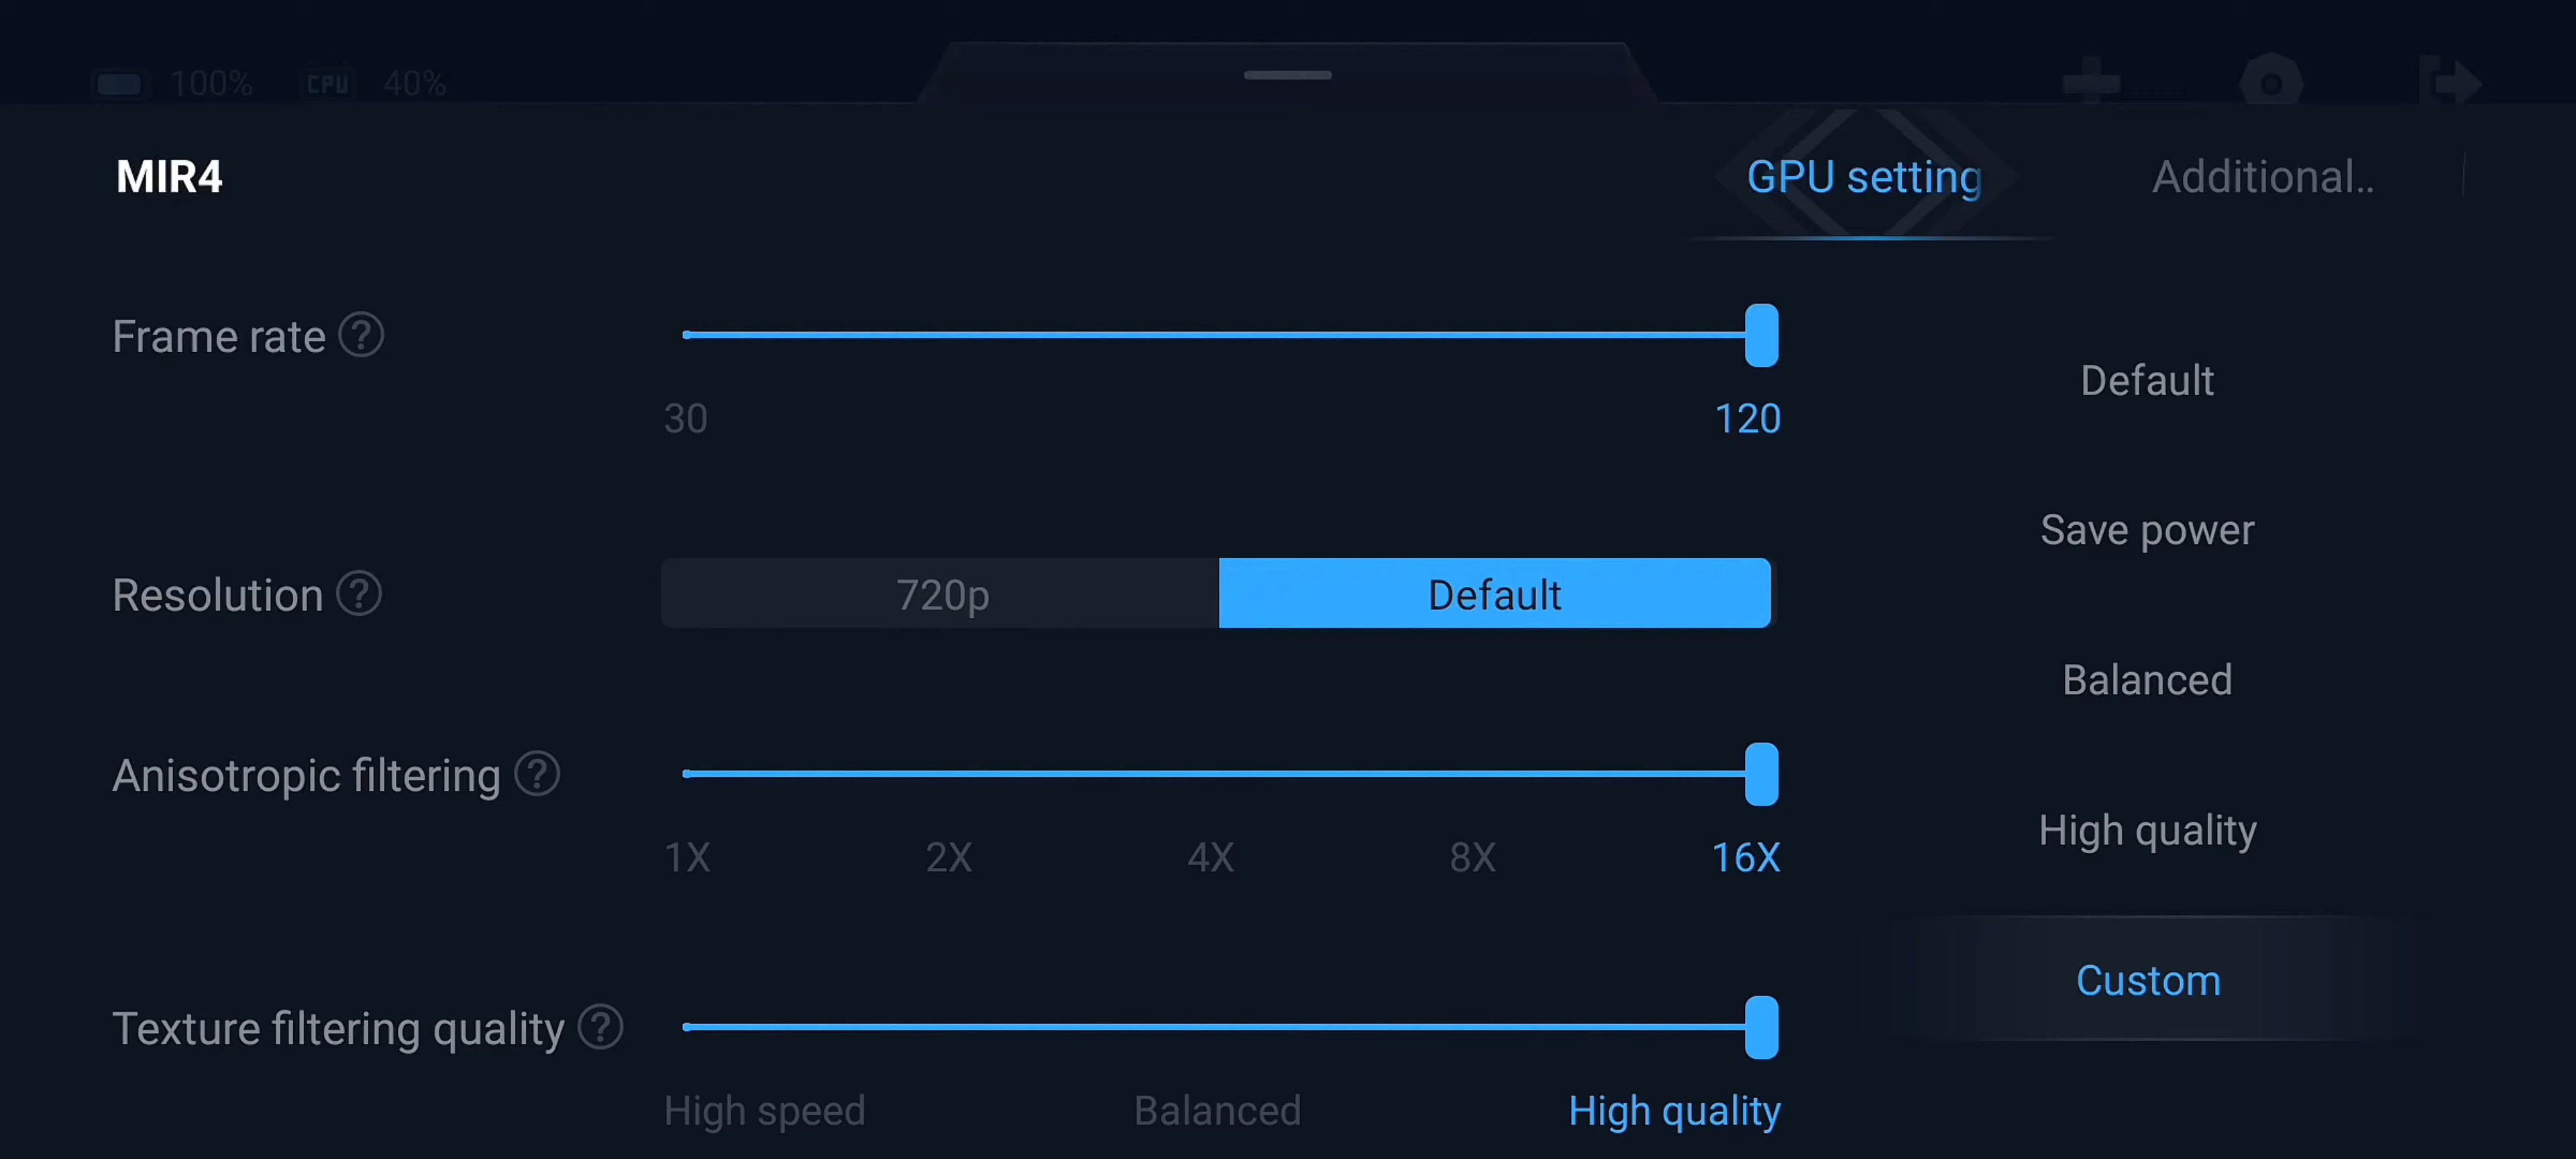 100% CPU 40%
MIR4
GPU setting
Additional..
Frame rate ?
30 120
Default
Save power
Resolution ?
720p Default
Balanced
Anisotropic filtering ?
1X 2X 4X 8X 16X
High quality
Custom
Texture filtering quality ?
High speed Balanced High quality